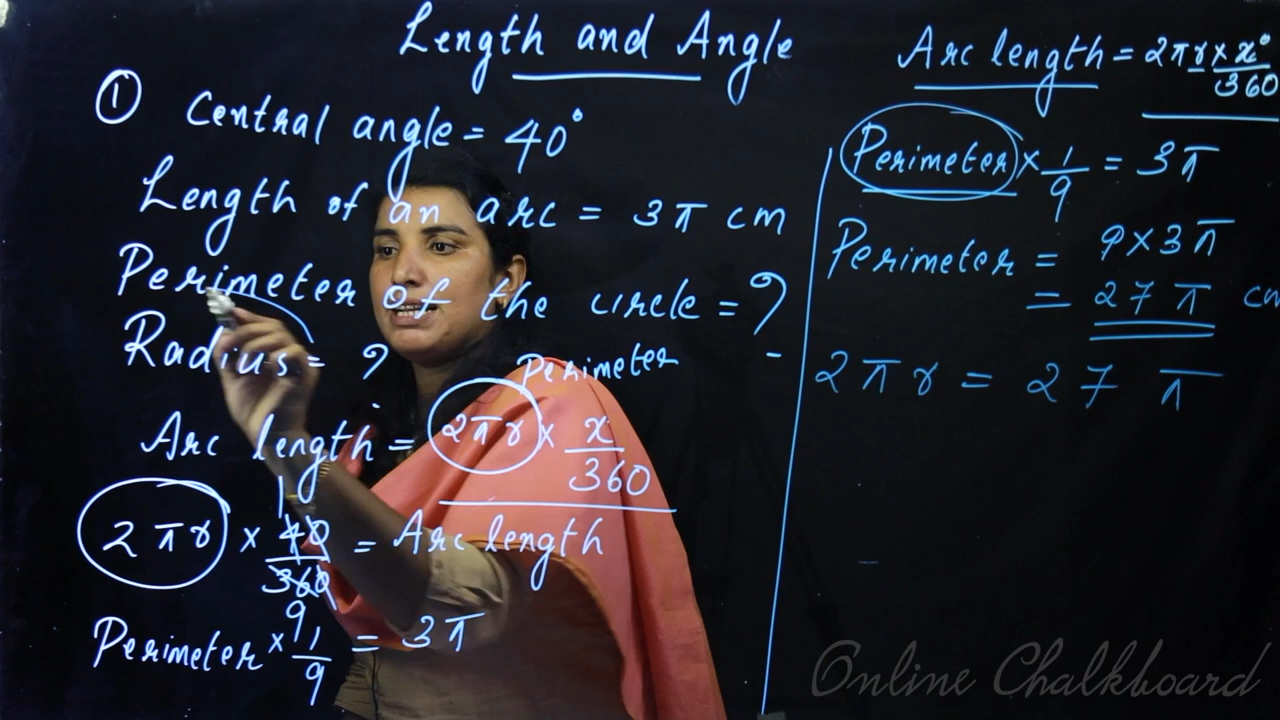 Length and Angle
① Central angle = 40°
Length of an arc = 3π cm
Perimeter of the circle = ?
Radius = ?
Perimeter
Arc length = 2πr × x/360
2πr × 40/360 = Arc length
1
9
Perimeter × 1/9 = 3π
Arc length = 2πr × x°/360
Perimeter × 1/9 = 3π
Perimeter = 9×3π
= 27π cm
2πr = 27π
Online Chalkboard